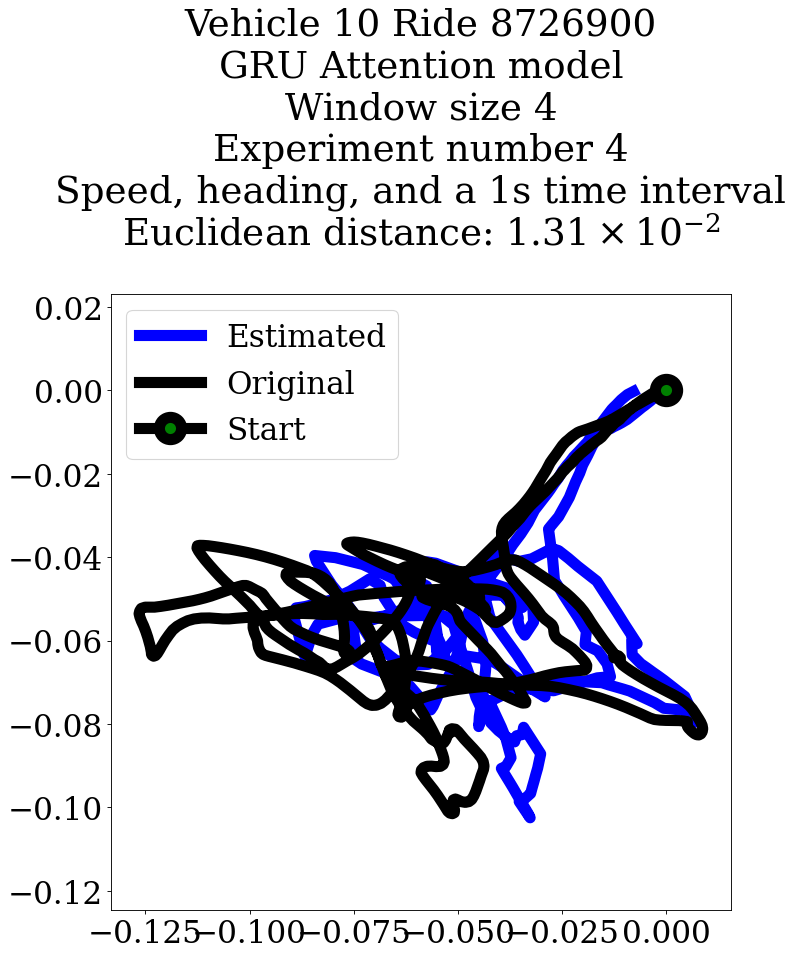 Vehicle 10 Ride 8726900
GRU Attention model
Window size 4
Experiment number 4
Speed, heading, and a 1s time interval
Euclidean distance: 1.31 × 10⁻²
Estimated
Original
Start
0.02
0.00
−0.02
−0.04
−0.06
−0.08
−0.10
−0.12
−0.125 −0.100 −0.075 −0.050 −0.025 0.000